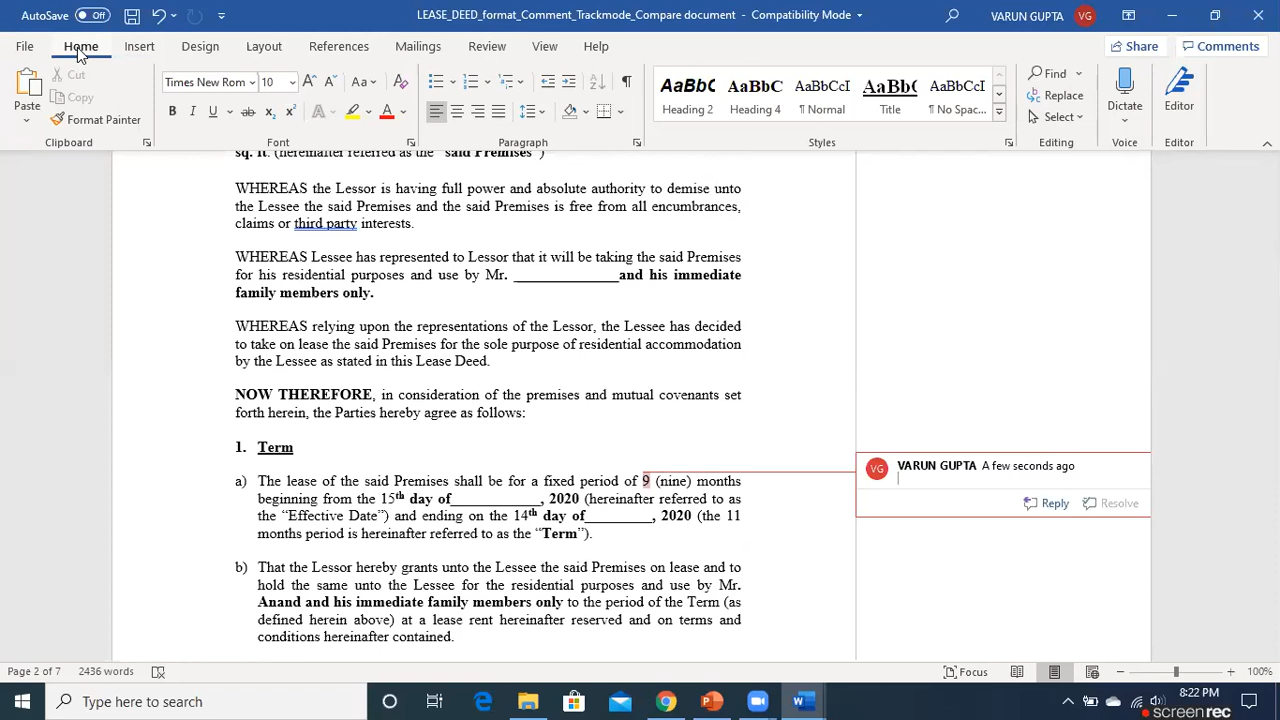 AutoSave Off
LEASE_DEED_format_Comment_Trackmode_Compare document - Compatibility Mode
VARUN GUPTA VG
File Home Insert Design Layout References Mailings Review View Help Share Comments
Paste
Cut
Copy
Format Painter
Times New Rom 10
AaBbC Heading 2
AaBbC Heading 4
AaBbCcI ¶ Normal
AaBbC Title
AaBbCcI ¶ No Spac...
Find
Replace
Select
Dictate
Editor
Clipboard Font Paragraph Styles Editing Voice Editor
sq. ft. (hereinafter referred as the "said Premises")
WHEREAS the Lessor is having full power and absolute authority to demise unto
the Lessee the said Premises and the said Premises is free from all encumbrances,
claims or third party interests.
WHEREAS Lessee has represented to Lessor that it will be taking the said Premises
for his residential purposes and use by Mr. _______________and his immediate
family members only.
WHEREAS relying upon the representations of the Lessor, the Lessee has decided
to take on lease the said Premises for the sole purpose of residential accommodation
by the Lessee as stated in this Lease Deed.
NOW THEREFORE, in consideration of the premises and mutual covenants set
forth herein, the Parties hereby agree as follows:
1. Term
a) The lease of the said Premises shall be for a fixed period of 9 (nine) months
beginning from the 15th day of_____________, 2020 (hereinafter referred to as
the “Effective Date”) and ending on the 14th day of__________, 2020 (the 11
months period is hereinafter referred to as the “Term”).
b) That the Lessor hereby grants unto the Lessee the said Premises on lease and to
hold the same unto the Lessee for the residential purposes and use by Mr.
Anand and his immediate family members only to the period of the Term (as
defined herein above) at a lease rent hereinafter reserved and on terms and
conditions hereinafter contained.
VG VARUN GUPTA A few seconds ago
Reply Resolve
Page 2 of 7 2436 words Focus 100%
Type here to search
8:22 PM
screenrec